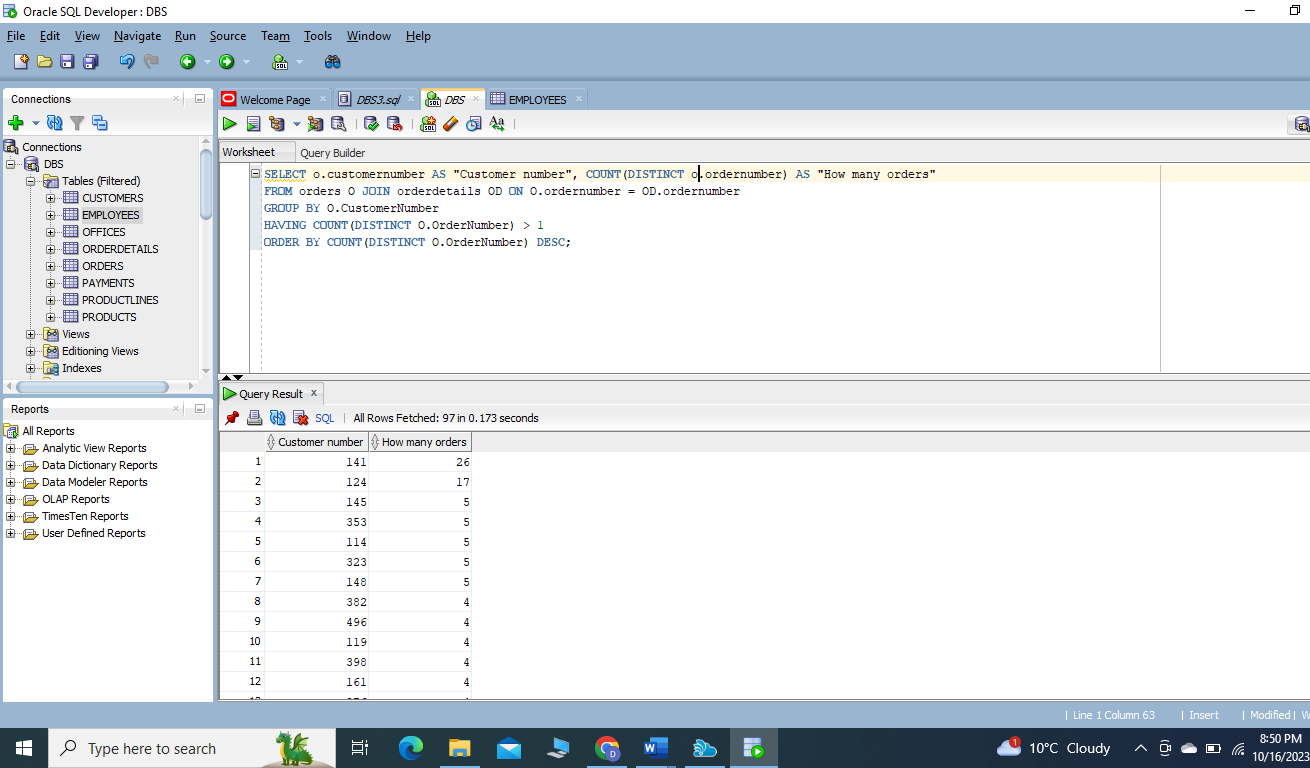 Oracle SQL Developer : DBS
File Edit View Navigate Run Source Team Tools Window Help
Connections
Connections
DBS
Tables (Filtered)
CUSTOMERS
EMPLOYEES
OFFICES
ORDERDETAILS
ORDERS
PAYMENTS
PRODUCTLINES
PRODUCTS
Views
Editioning Views
Indexes
Reports
All Reports
Analytic View Reports
Data Dictionary Reports
Data Modeler Reports
OLAP Reports
TimesTen Reports
User Defined Reports
Welcome Page DBS3.sql DBS EMPLOYEES
Worksheet Query Builder
SELECT o.customernumber AS "Customer number", COUNT(DISTINCT o.ordernumber) AS "How many orders"
FROM orders O JOIN orderdetails OD ON O.ordernumber = OD.ordernumber
GROUP BY O.CustomerNumber
HAVING COUNT(DISTINCT O.OrderNumber) > 1
ORDER BY COUNT(DISTINCT O.OrderNumber) DESC;
Query Result
SQL | All Rows Fetched: 97 in 0.173 seconds
Customer number How many orders
1 141 26
2 124 17
3 145 5
4 353 5
5 114 5
6 323 5
7 148 5
8 382 4
9 496 4
10 119 4
11 398 4
12 161 4
| Line 1 Column 63 | Insert | Modified | W
Type here to search
1 10°C Cloudy
8:50 PM
10/16/2023